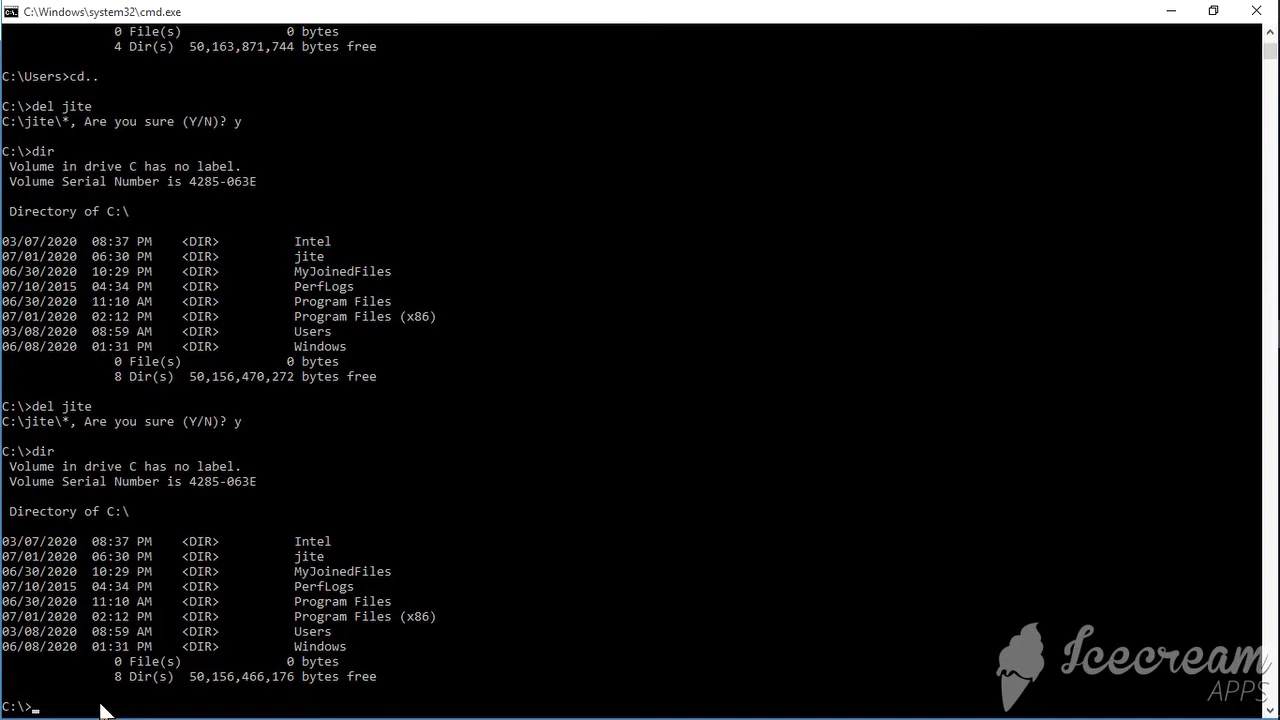 C:\Windows\system32\cmd.exe
0 File(s) 0 bytes
4 Dir(s) 50,163,871,744 bytes free
C:\Users>cd..
C:\>del jite
C:\jite\*, Are you sure (Y/N)? y
C:\>dir
Volume in drive C has no label.
Volume Serial Number is 4285-063E
Directory of C:\
03/07/2020 08:37 PM <DIR> Intel
07/01/2020 06:30 PM <DIR> jite
06/30/2020 10:29 PM <DIR> MyJoinedFiles
07/10/2015 04:34 PM <DIR> PerfLogs
06/30/2020 11:10 AM <DIR> Program Files
07/01/2020 02:12 PM <DIR> Program Files (x86)
03/08/2020 08:59 AM <DIR> Users
06/08/2020 01:31 PM <DIR> Windows
0 File(s) 0 bytes
8 Dir(s) 50,156,470,272 bytes free
C:\>del jite
C:\jite\*, Are you sure (Y/N)? y
C:\>dir
Volume in drive C has no label.
Volume Serial Number is 4285-063E
Directory of C:\
03/07/2020 08:37 PM <DIR> Intel
07/01/2020 06:30 PM <DIR> jite
06/30/2020 10:29 PM <DIR> MyJoinedFiles
07/10/2015 04:34 PM <DIR> PerfLogs
06/30/2020 11:10 AM <DIR> Program Files
07/01/2020 02:12 PM <DIR> Program Files (x86)
03/08/2020 08:59 AM <DIR> Users
06/08/2020 01:31 PM <DIR> Windows
0 File(s) 0 bytes
8 Dir(s) 50,156,466,176 bytes free
C:\>_
Icecream
APPS